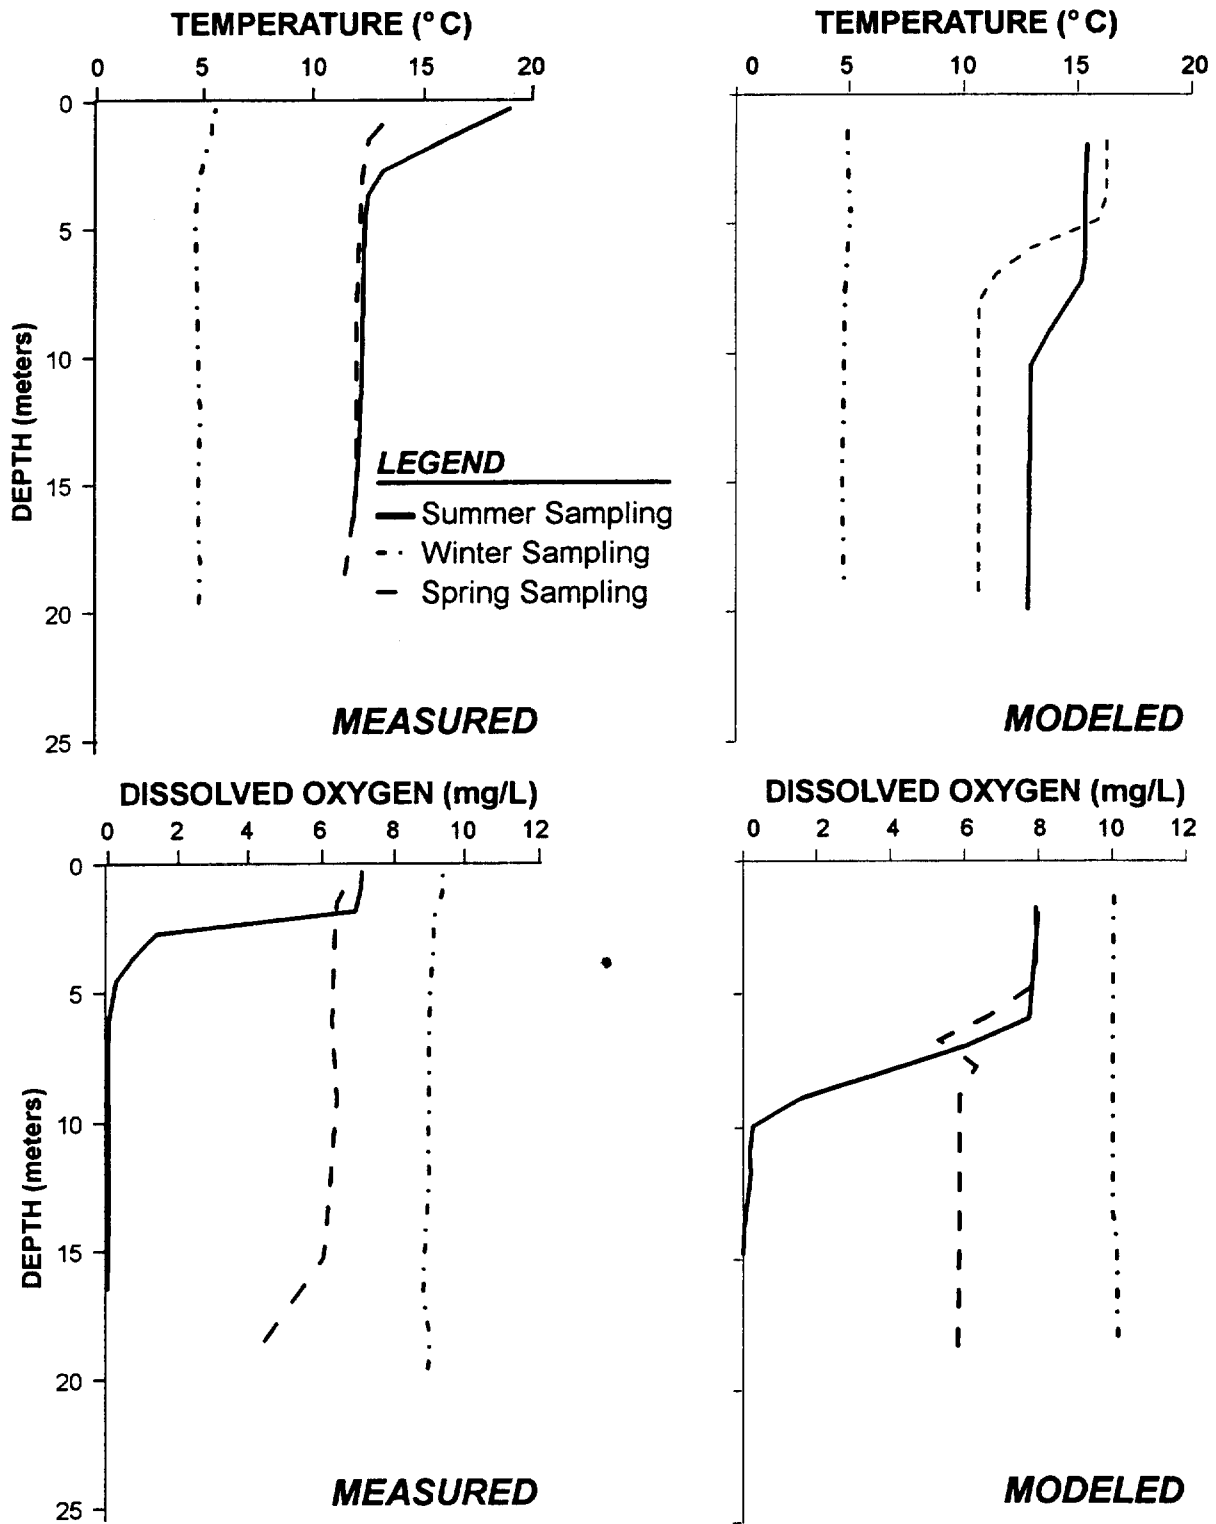 TEMPERATURE (°C)
0 5 10 15 20
0
5
10
15
20
25
DEPTH (meters)
LEGEND
Summer Sampling
Winter Sampling
Spring Sampling
MEASURED
TEMPERATURE (°C)
0 5 10 15 20
MODELED
DISSOLVED OXYGEN (mg/L)
0 2 4 6 8 10 12
0
5
10
15
20
25
DEPTH (meters)
MEASURED
DISSOLVED OXYGEN (mg/L)
0 2 4 6 8 10 12
MODELED